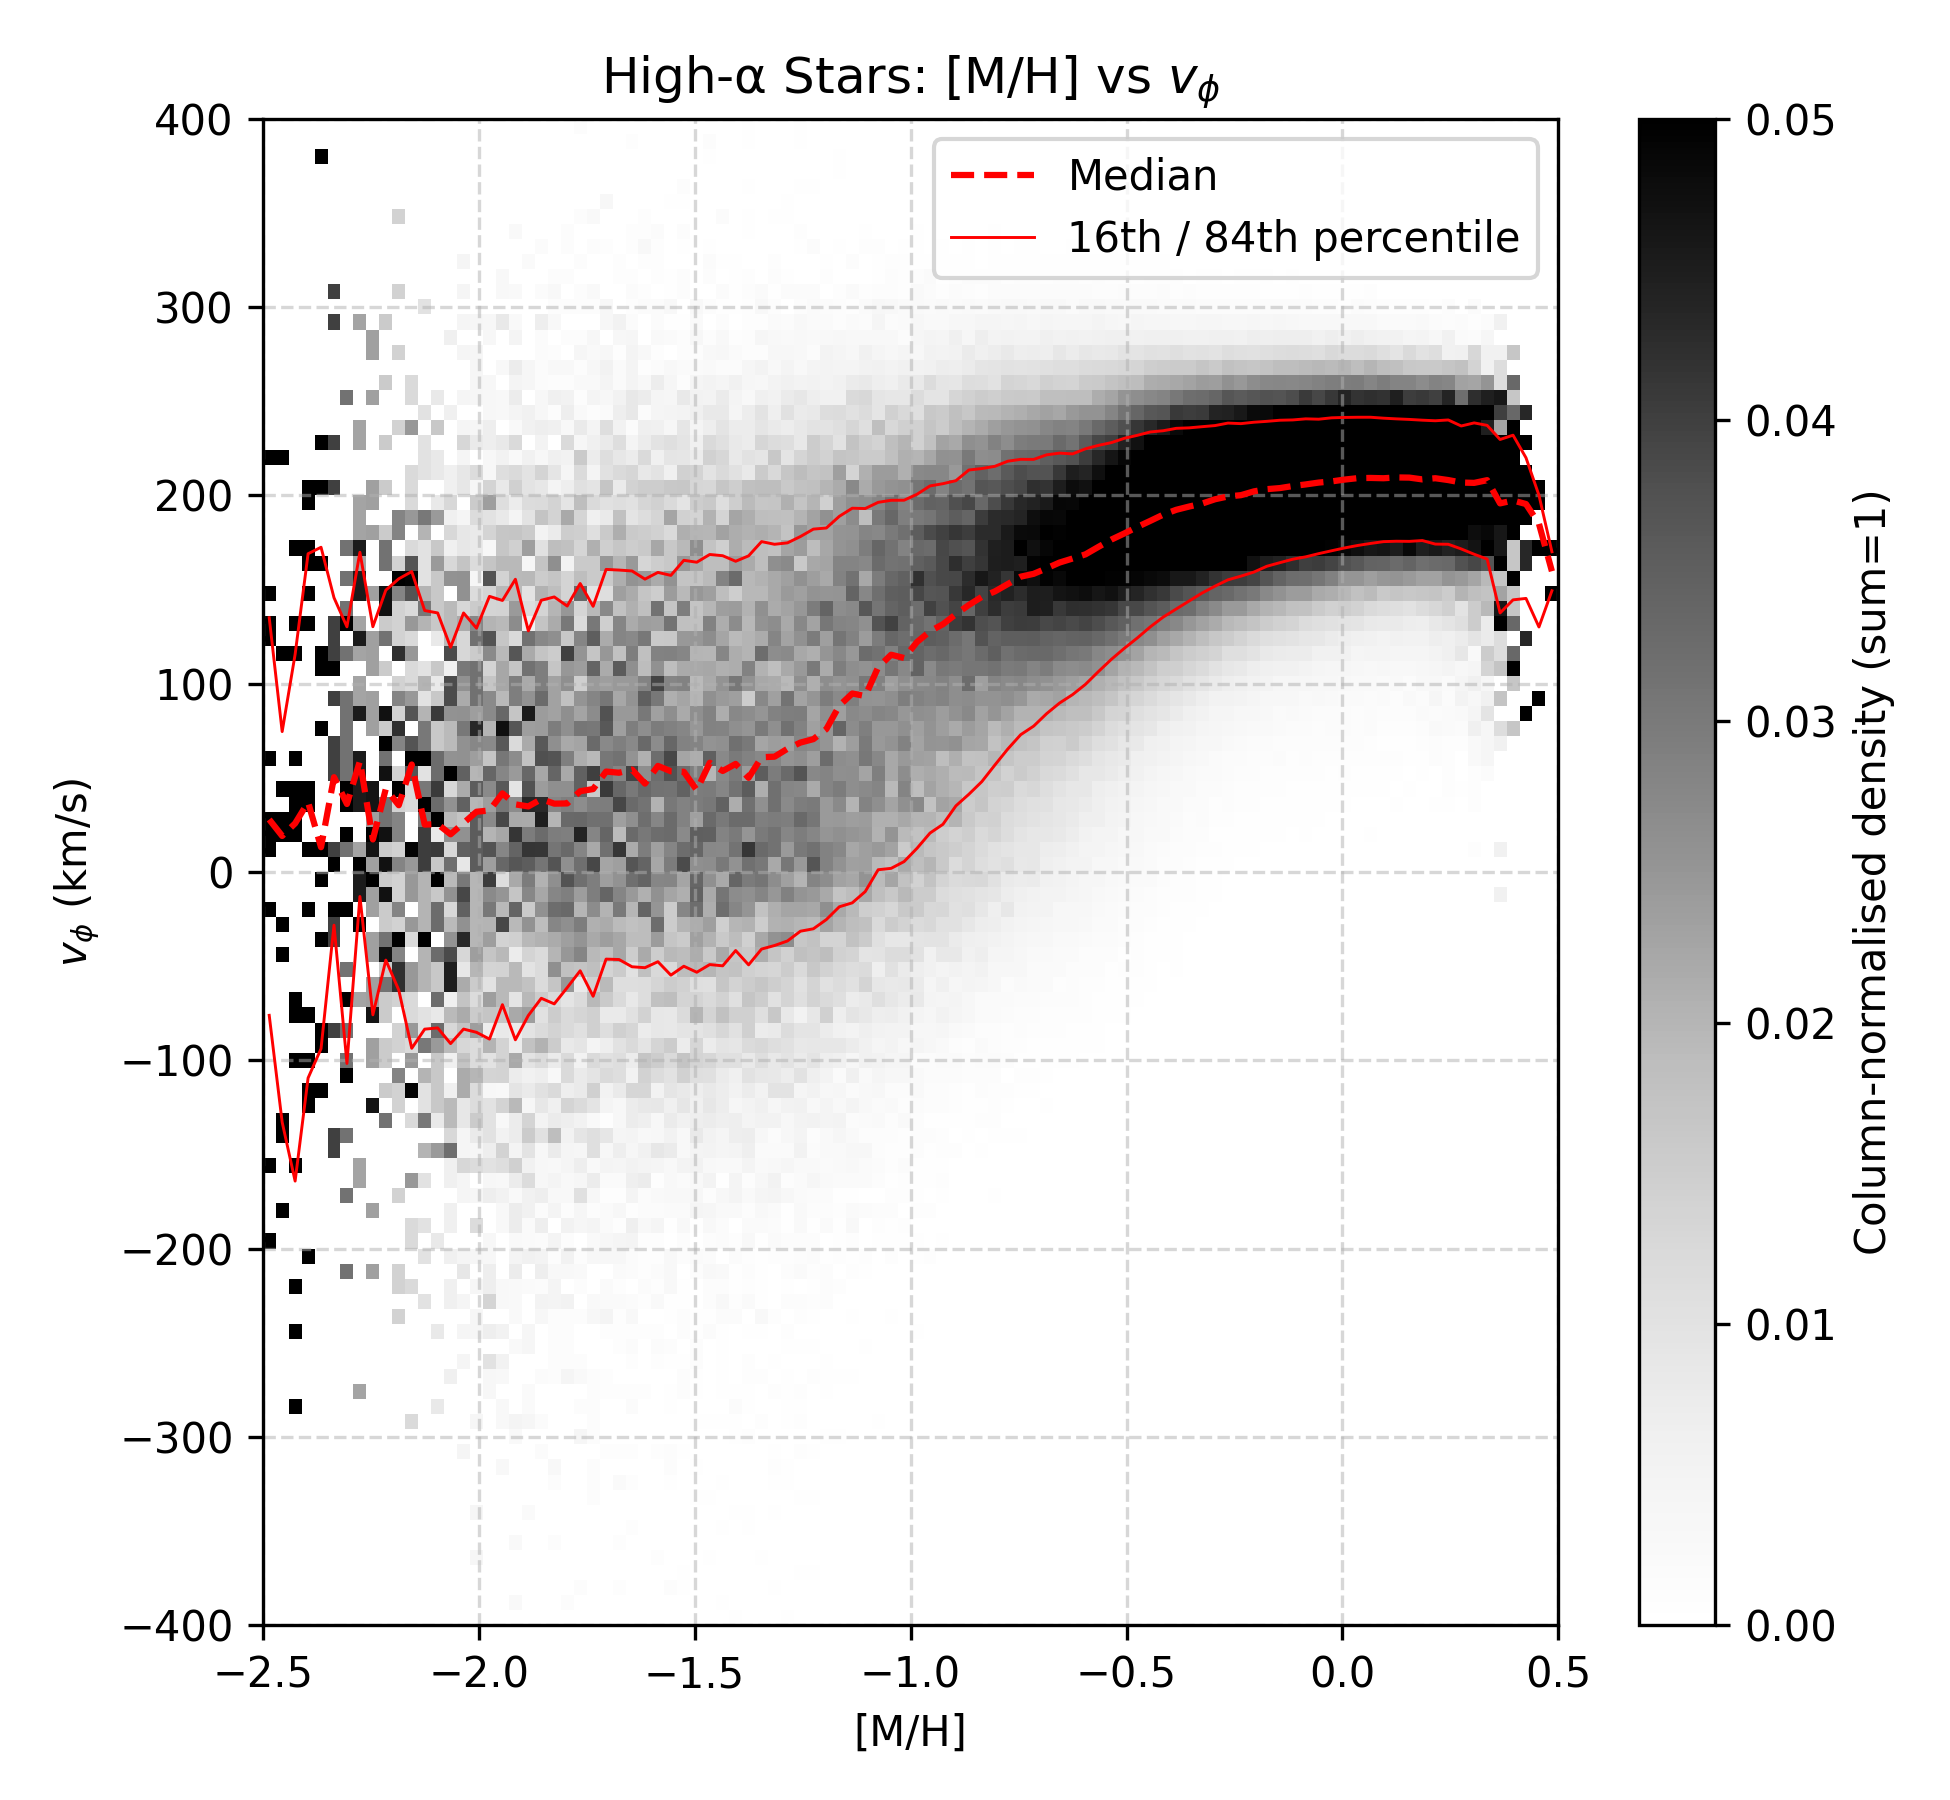 High-α Stars: [M/H] vs v_ϕ
Median
16th / 84th percentile
400
300
200
100
0
−100
−200
−300
−400
v_ϕ (km/s)
−2.5 −2.0 −1.5 −1.0 −0.5 0.0 0.5
[M/H]
0.05
0.04
0.03
0.02
0.01
0.00
Column-normalised density (sum=1)